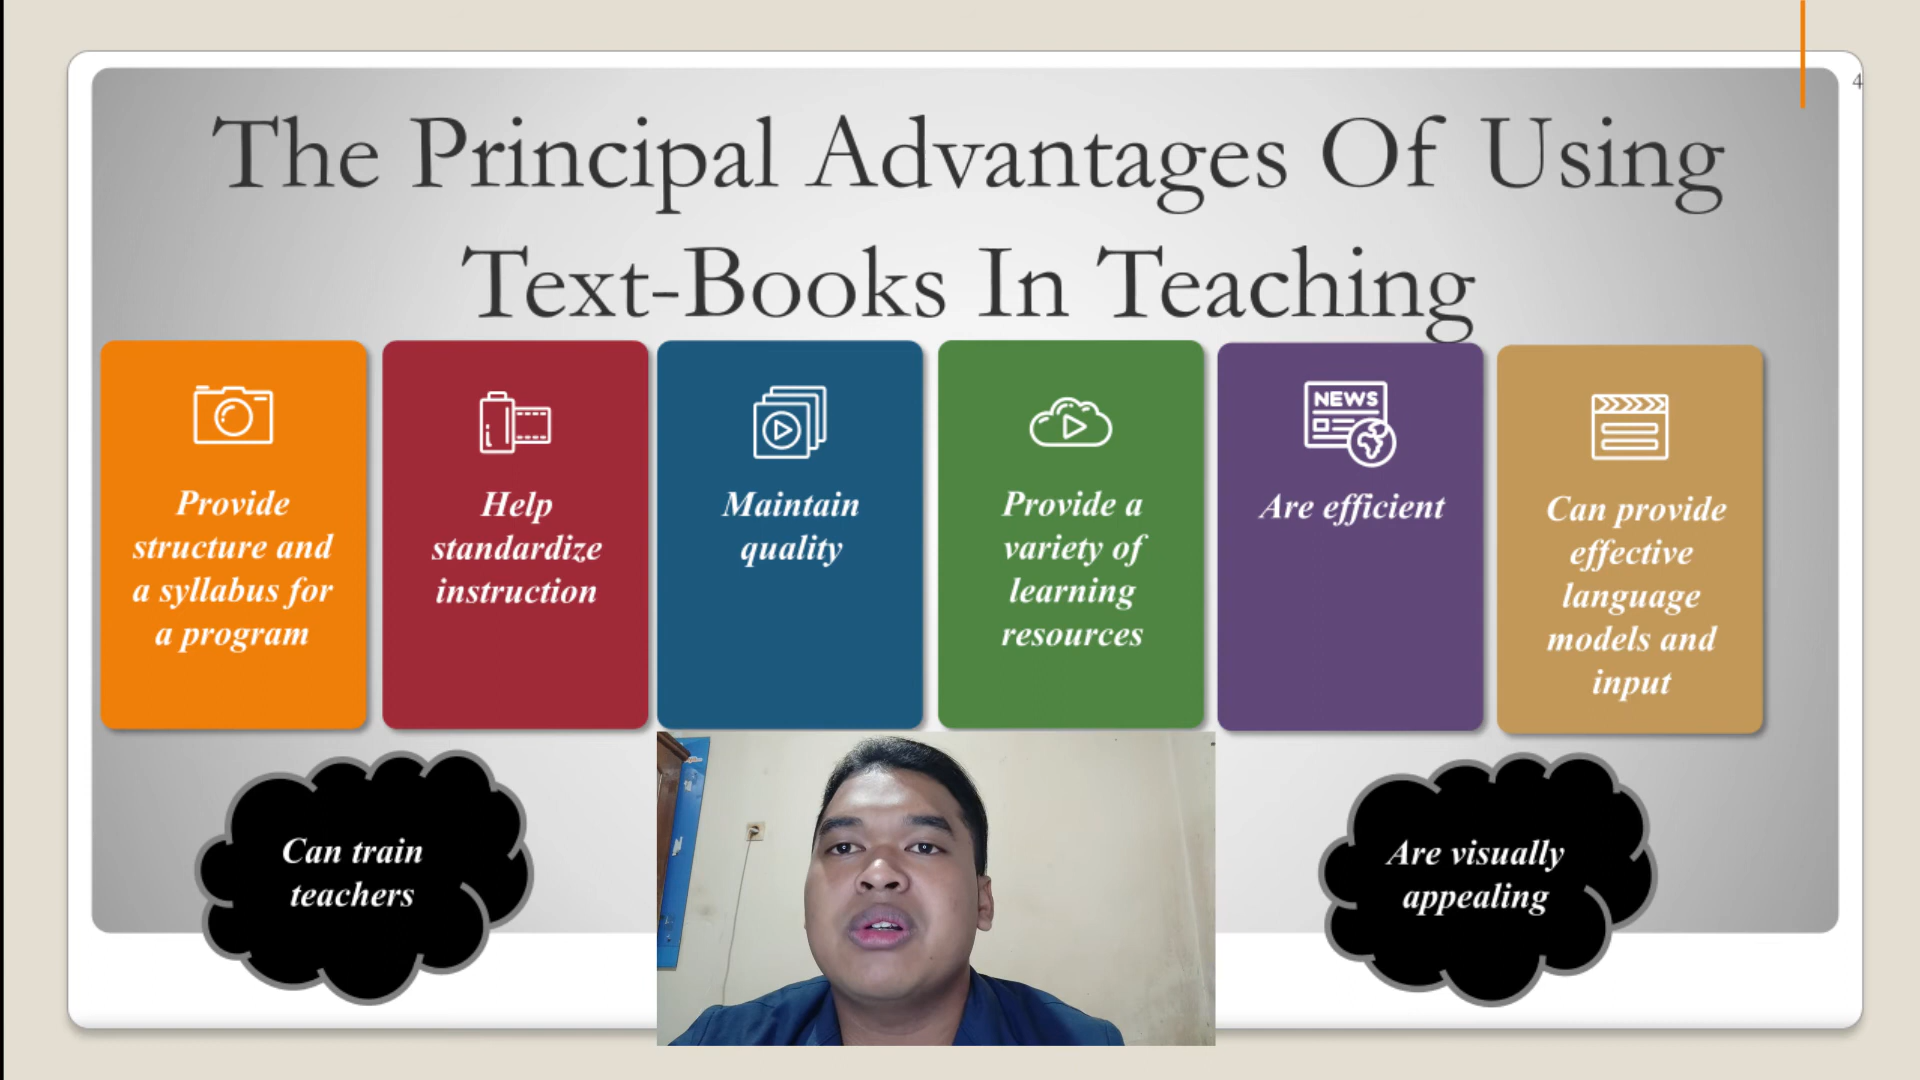 4
The Principal Advantages Of Using
Text-Books In Teaching
Provide
structure and
a syllabus for
a program
Help
standardize
instruction
Maintain
quality
Provide a
variety of
learning
resources
NEWS
Are efficient
Can provide
effective
language
models and
input
Can train
teachers
Are visually
appealing